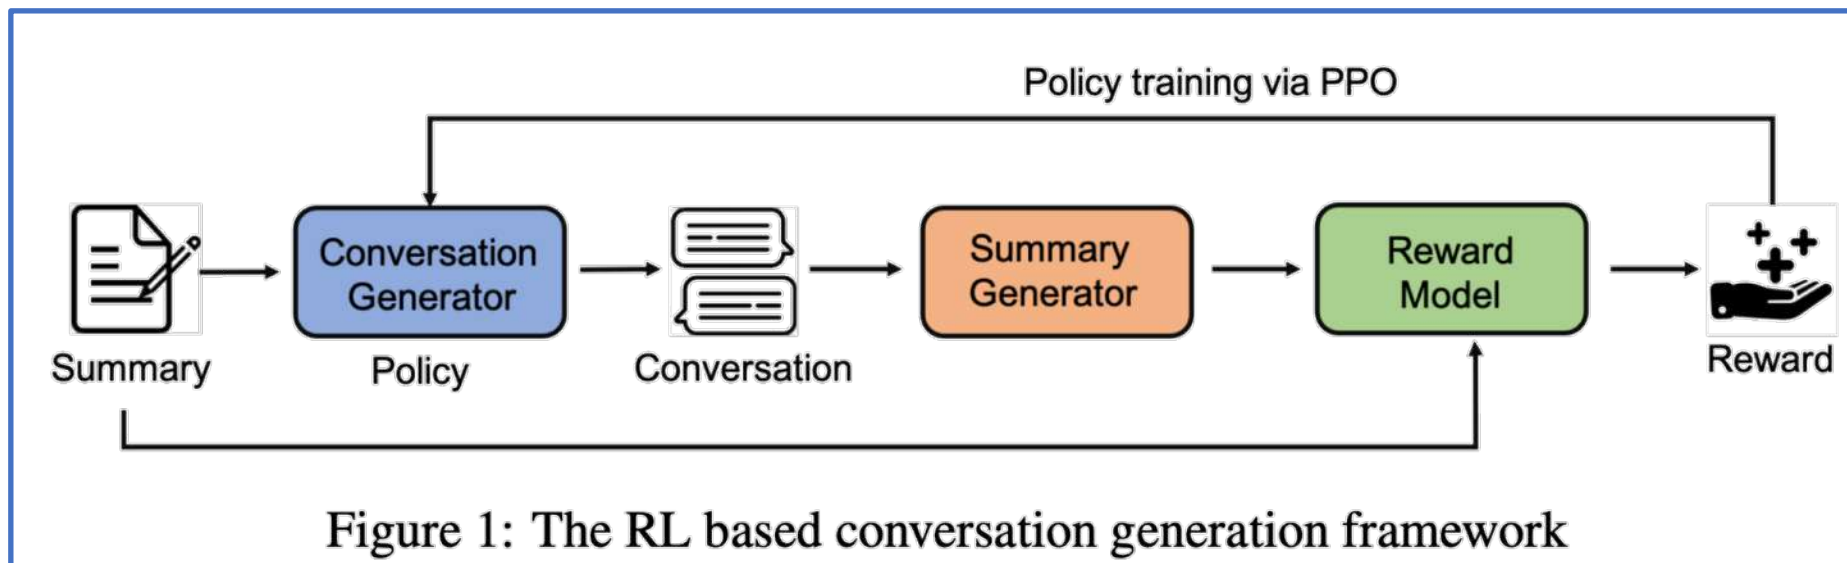 Policy training via PPO
Conversation
Generator
Summary
Generator
Reward
Model
Summary
Policy
Conversation
Reward
Figure 1: The RL based conversation generation framework